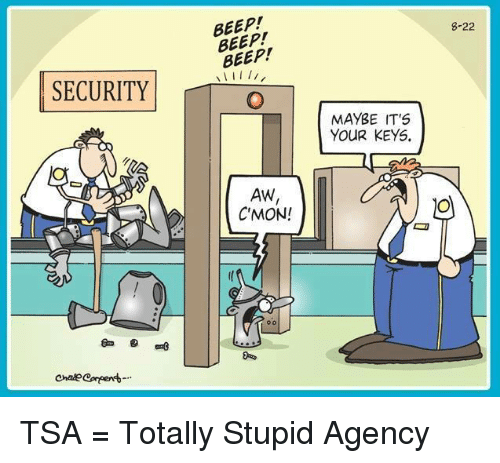 BEEP!
BEEP!
BEEP!
8-22
SECURITY
MAYBE IT'S
YOUR KEYS.
AW,
C'MON!
TSA = Totally Stupid Agency